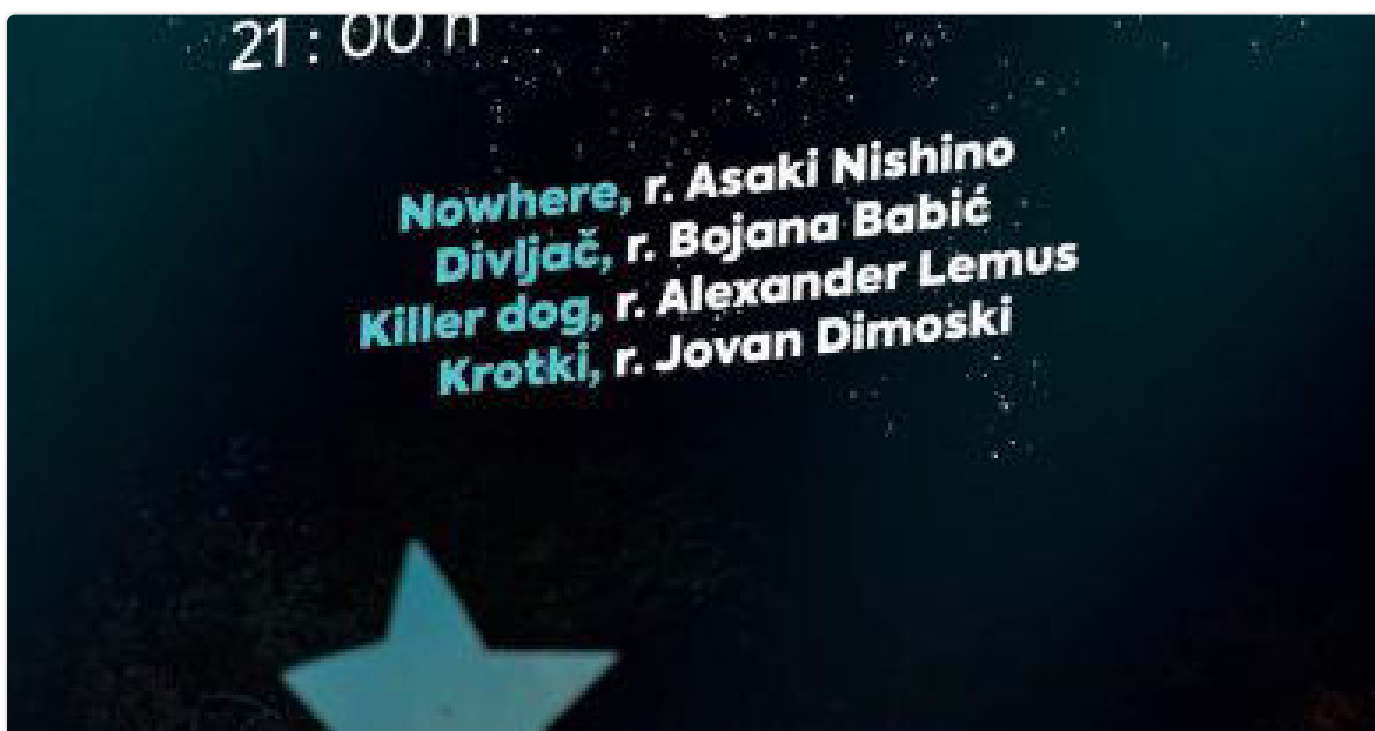 21: 00 h
Nowhere, r. Asaki Nishino
Divljač, r. Bojana Babić
Killer dog, r. Alexander Lemus
Krotki, r. Jovan Dimoski